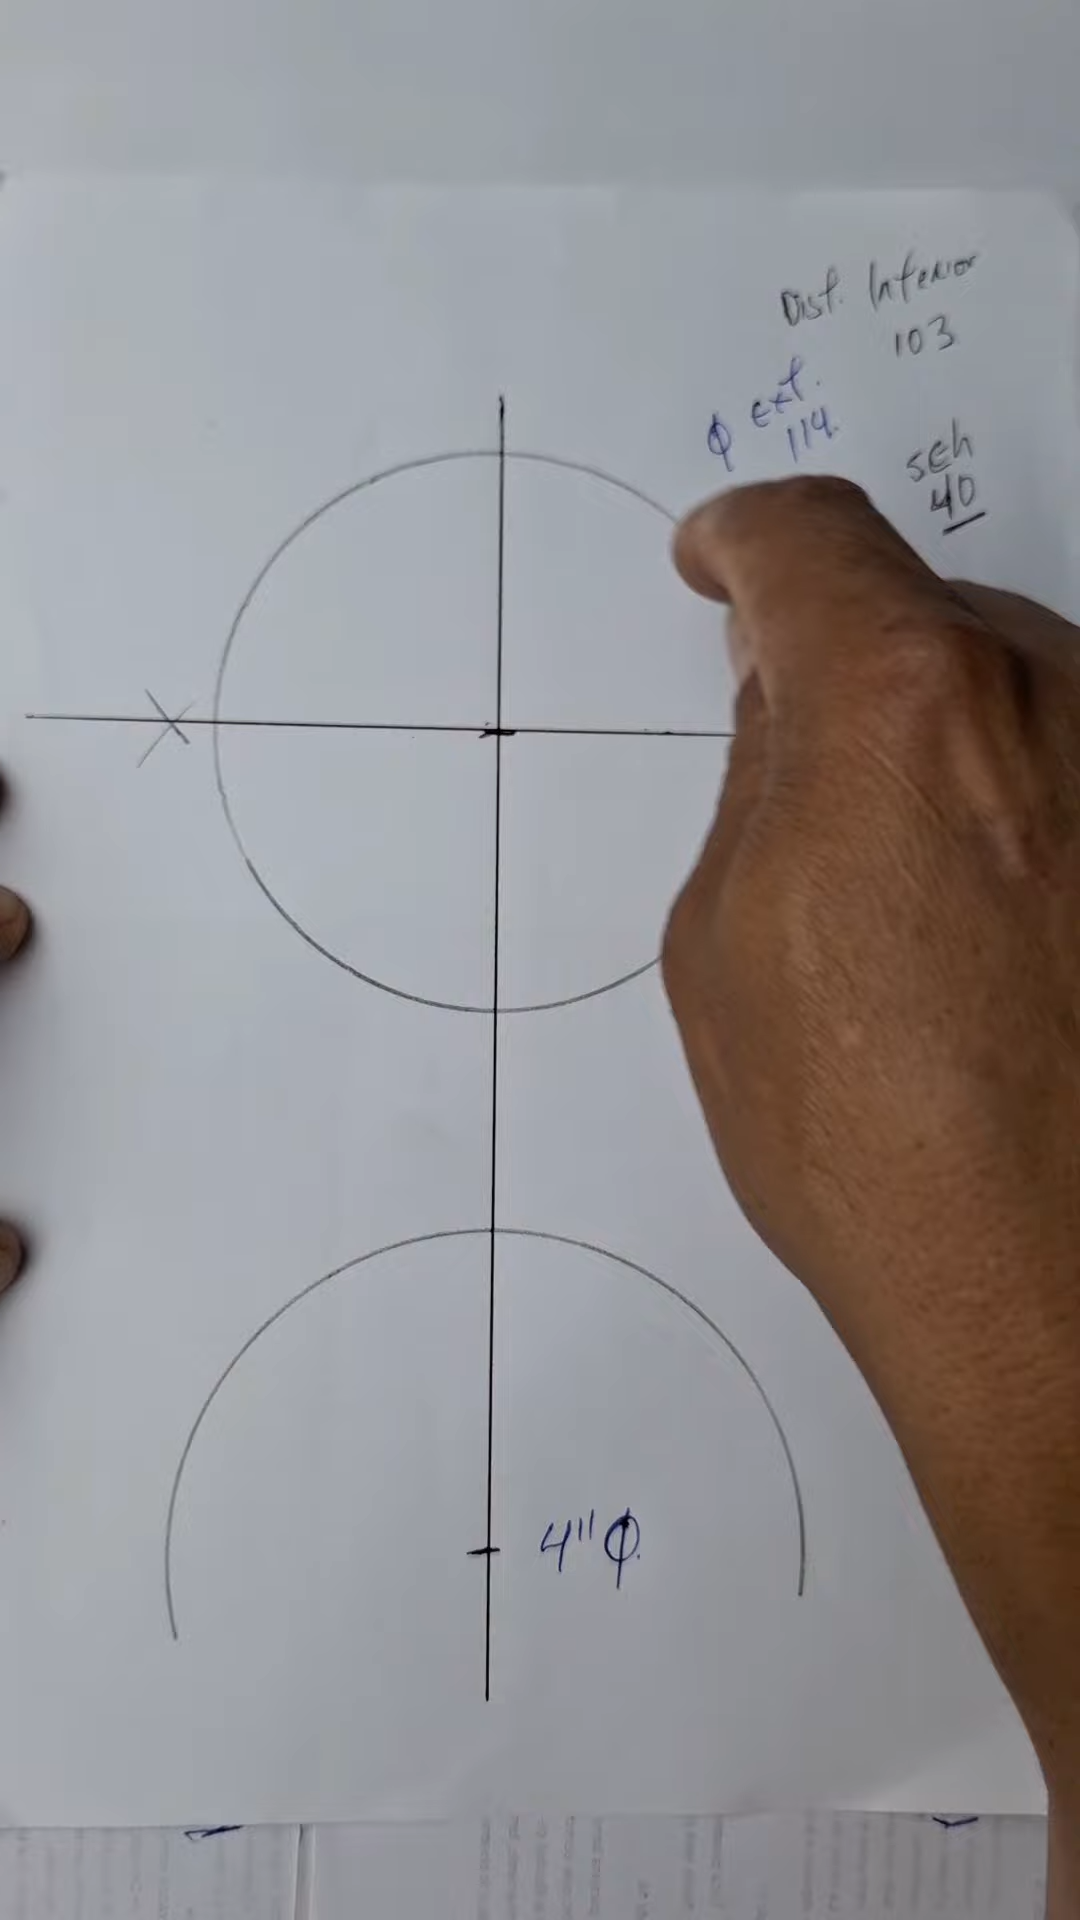 Dist. Interior
103
ϕ ext.
114.
SCh
40
4"ϕ.